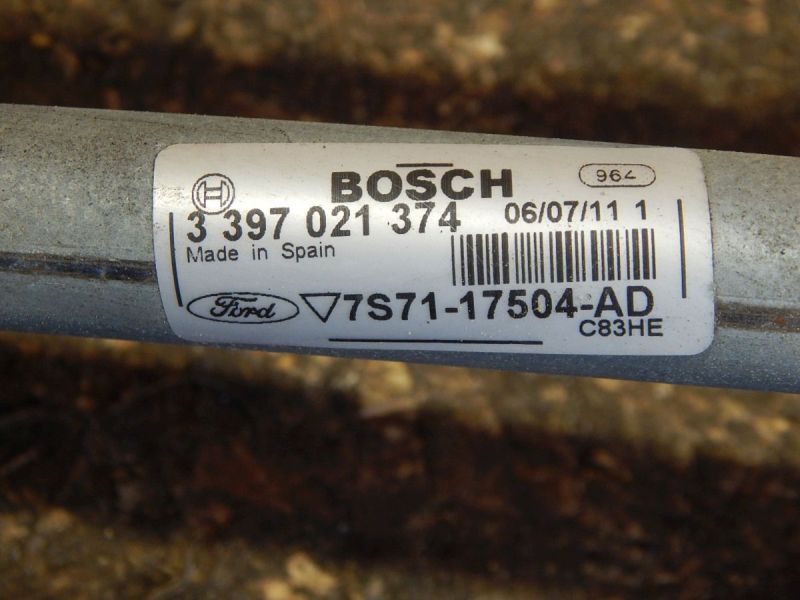 BOSCH 964
3 397 021 374 06/07/11 1
Made in Spain
Ford 7S71-17504-AD
C83HE